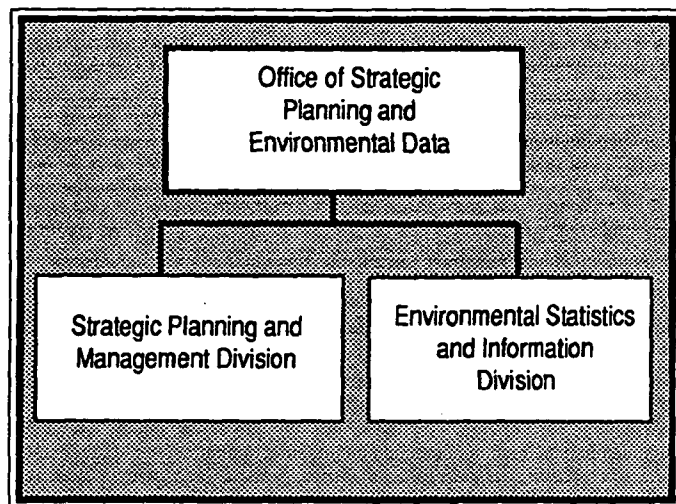 Office of Strategic
Planning and
Environmental Data
Strategic Planning and
Management Division
Environmental Statistics
and Information
Division